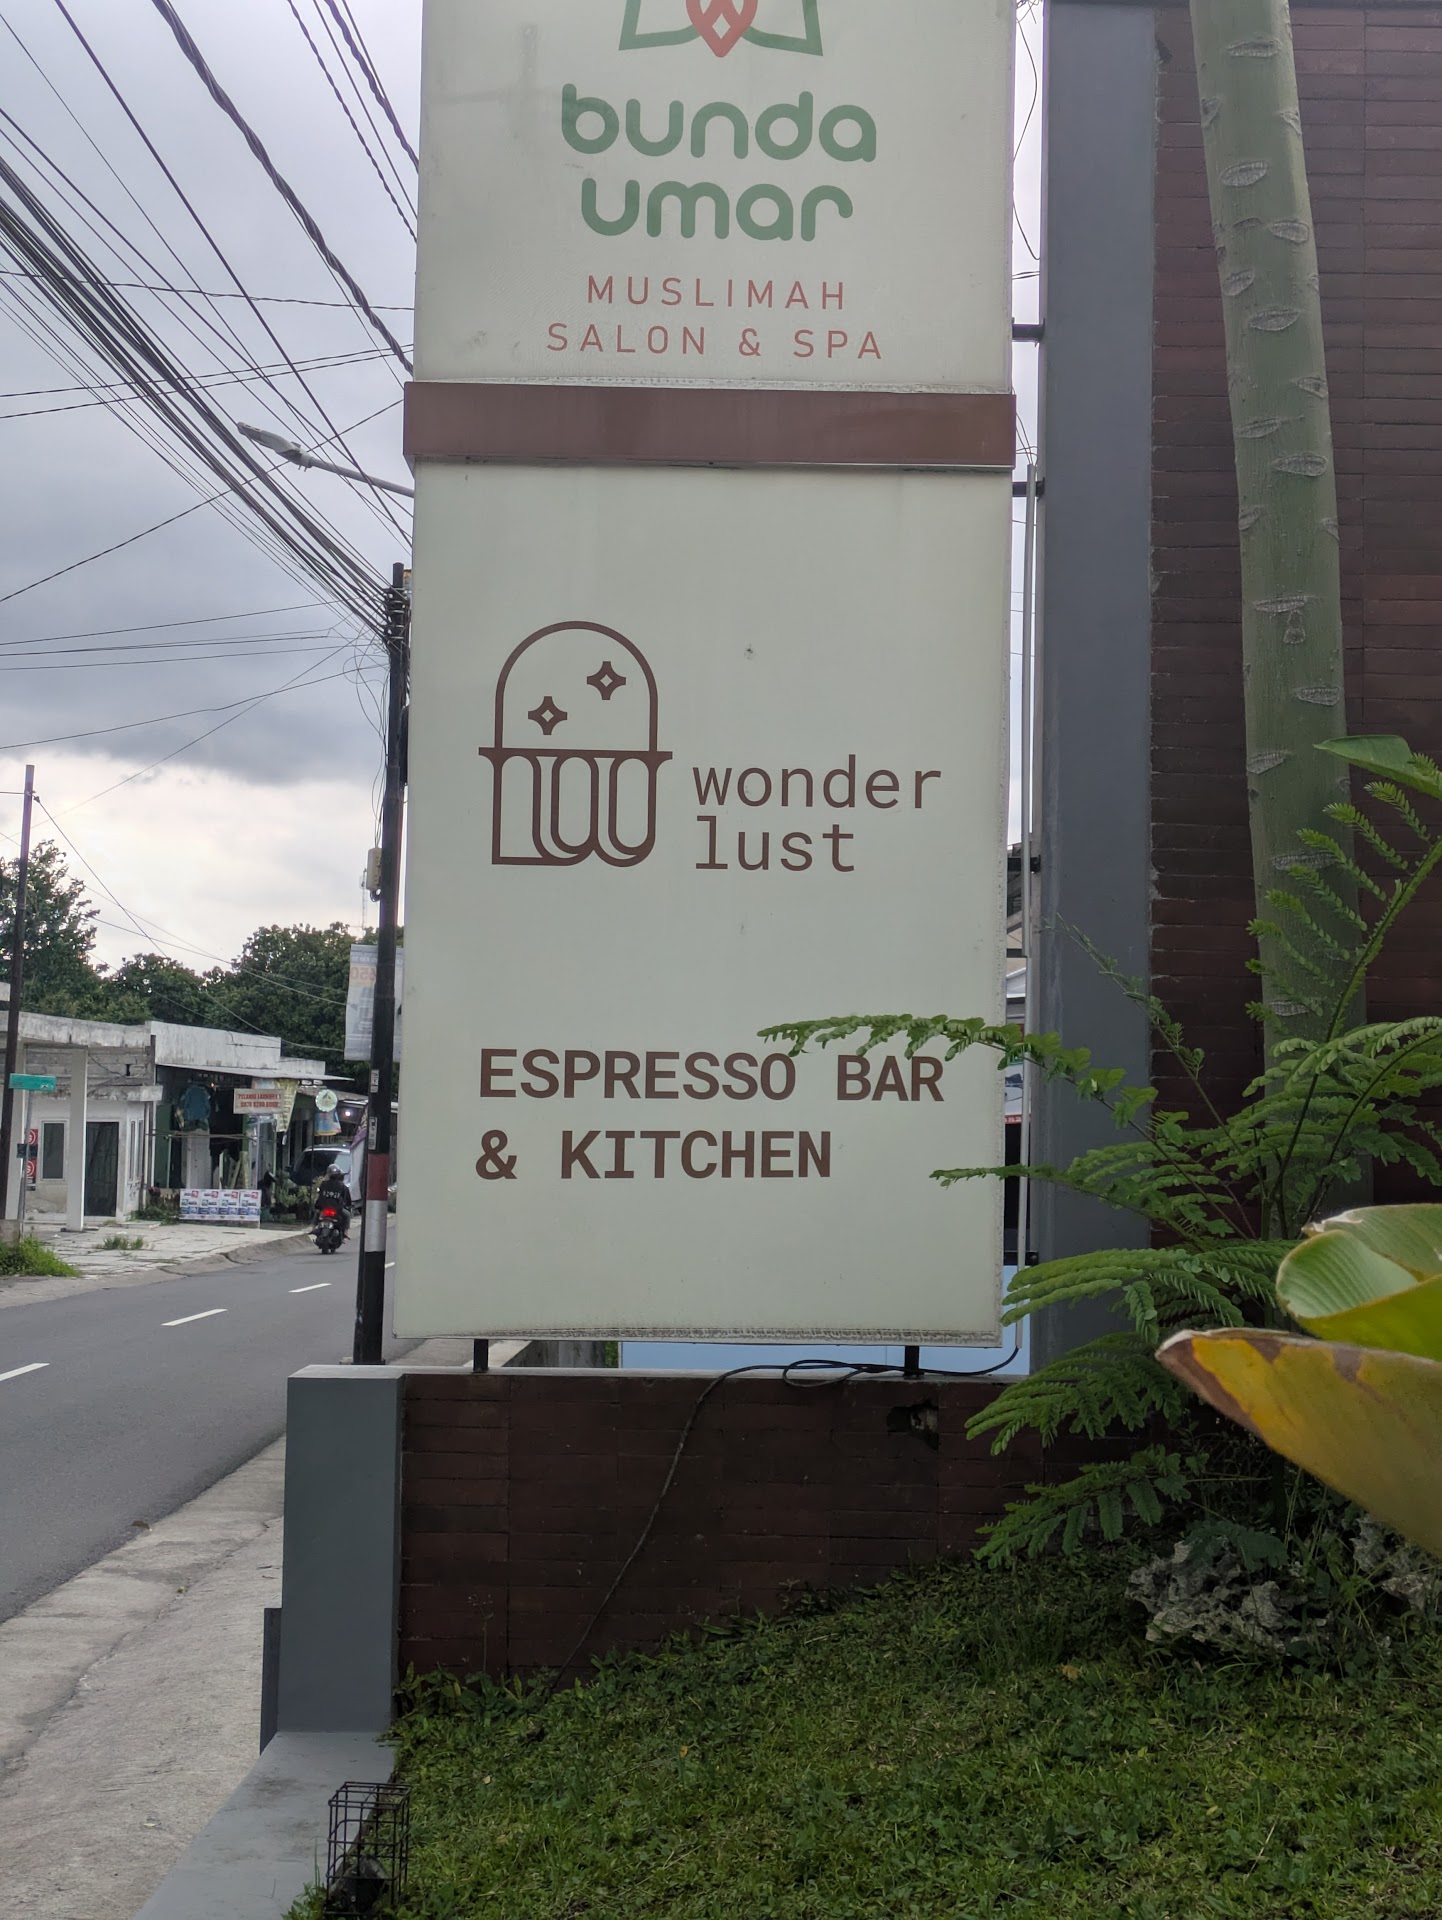 bunda
umar
MUSLIMAH
SALON & SPA
wonder
lust
ESPRESSO BAR
& KITCHEN